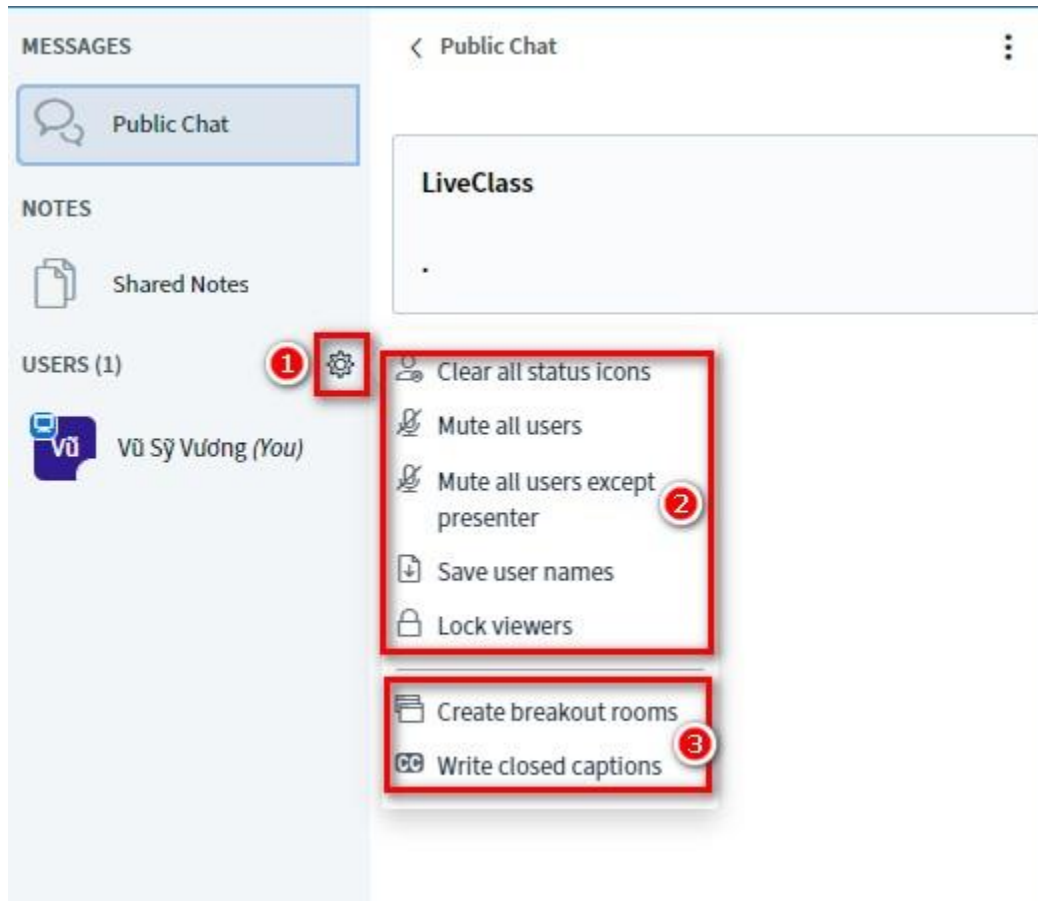 MESSAGES
Public Chat
NOTES
Shared Notes
USERS (1)
1
Vũ
Vũ Sỹ Vương (You)
Public Chat
LiveClass
.
Clear all status icons
Mute all users
Mute all users except
presenter
2
Save user names
Lock viewers
Create breakout rooms
3
CC Write closed captions